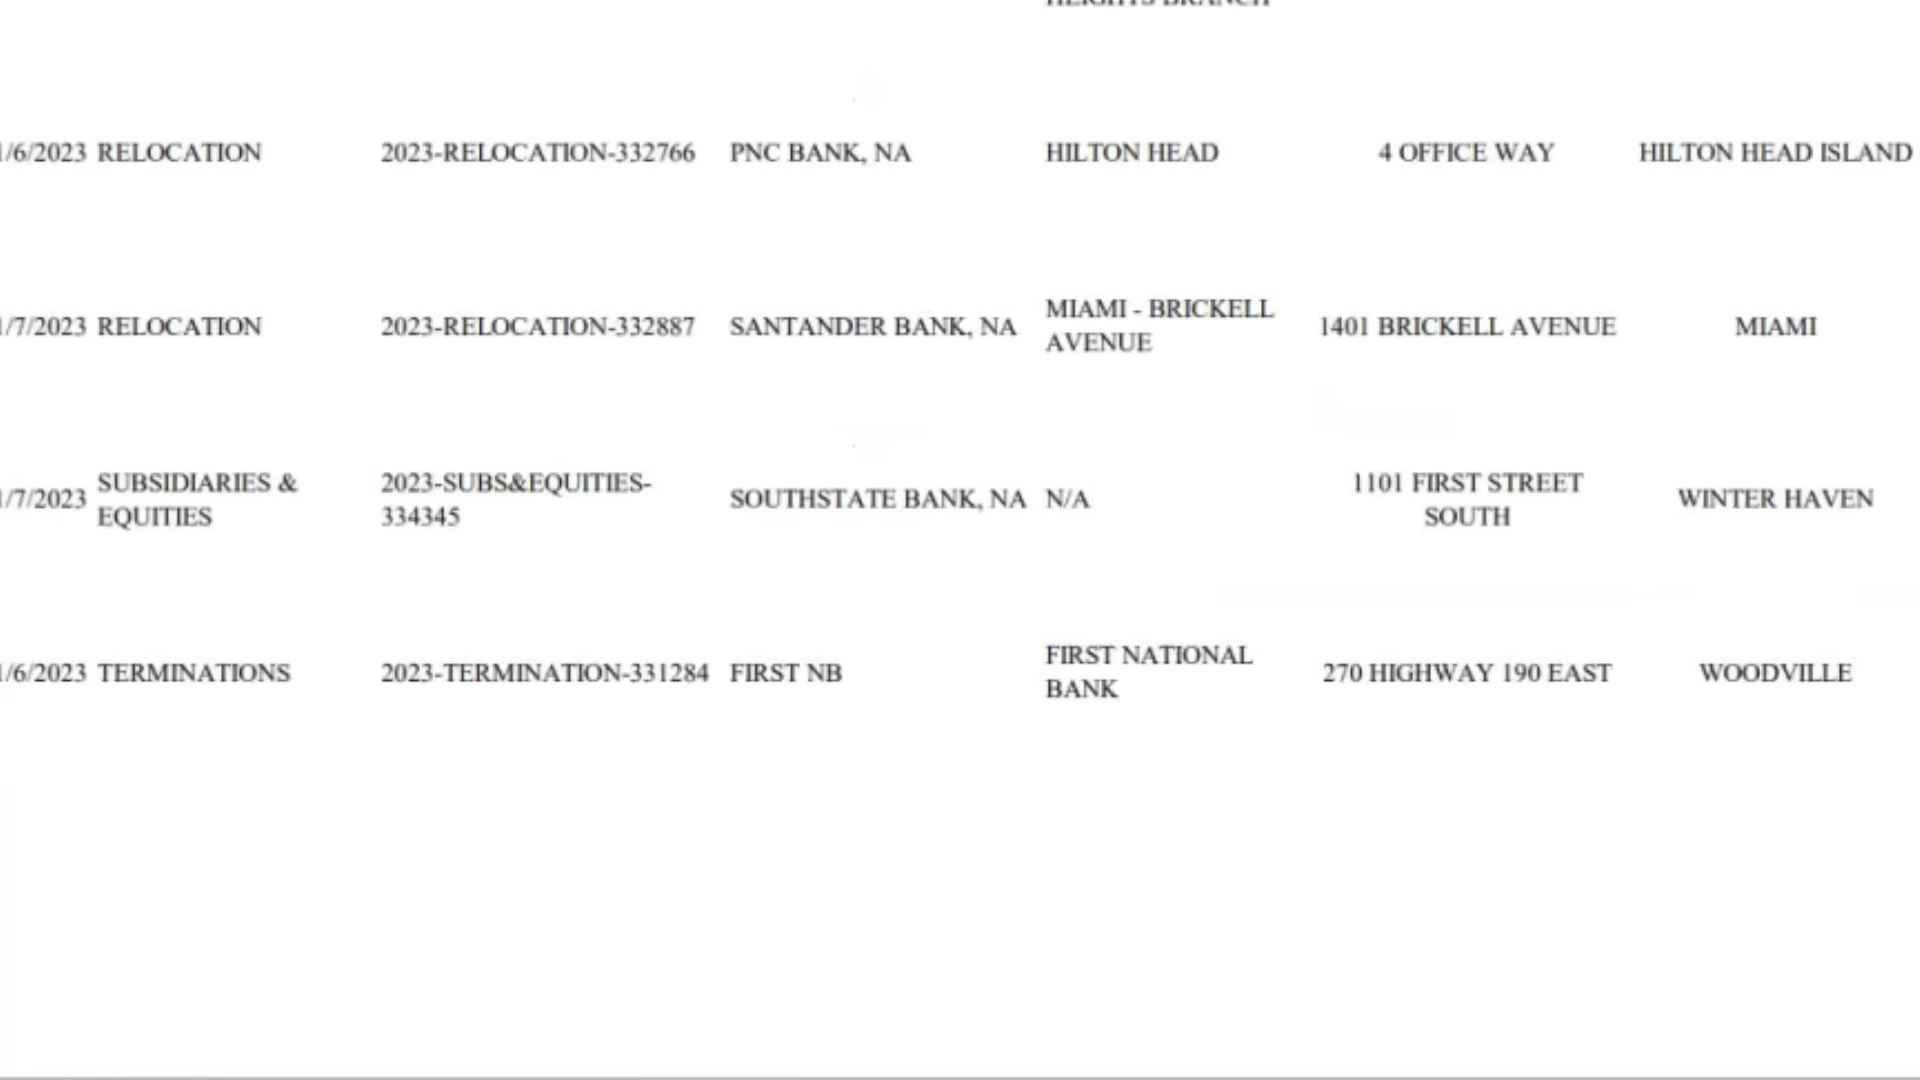 HEIGHTS BRANCH
/6/2023 RELOCATION 2023-RELOCATION-332766 PNC BANK, NA HILTON HEAD 4 OFFICE WAY HILTON HEAD ISLAND
/7/2023 RELOCATION 2023-RELOCATION-332887 SANTANDER BANK, NA MIAMI - BRICKELL AVENUE 1401 BRICKELL AVENUE MIAMI
/7/2023 SUBSIDIARIES & EQUITIES 2023-SUBS&EQUITIES-334345 SOUTHSTATE BANK, NA N/A 1101 FIRST STREET SOUTH WINTER HAVEN
/6/2023 TERMINATIONS 2023-TERMINATION-331284 FIRST NB FIRST NATIONAL BANK 270 HIGHWAY 190 EAST WOODVILLE